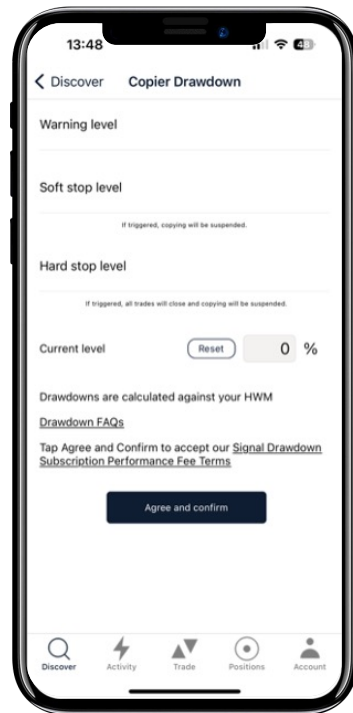 13:48
43
Discover Copier Drawdown
Warning level
Soft stop level
If triggered, copying will be suspended.
Hard stop level
If triggered, all trades will close and copying will be suspended.
Current level Reset 0 %
Drawdowns are calculated against your HWM
Drawdown FAQs
Tap Agree and Confirm to accept our Signal Drawdown
Subscription Performance Fee Terms
Agree and confirm
Discover Activity Trade Positions Account